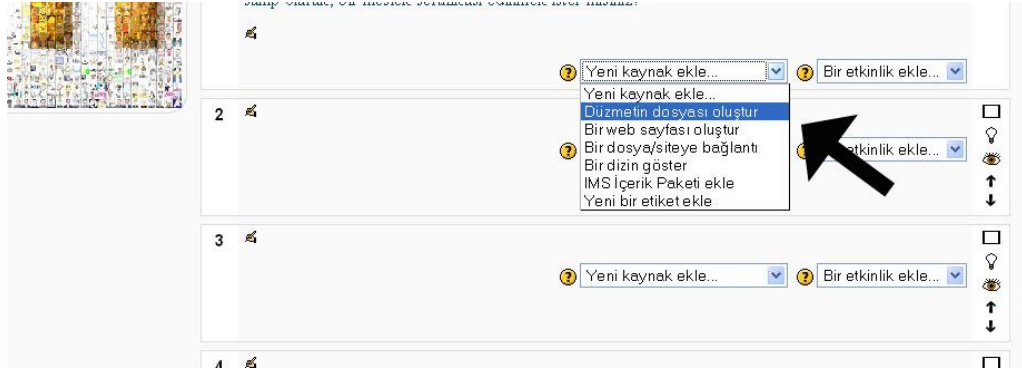 Yeni kaynak ekle... Bir etkinlik ekle...
Yeni kaynak ekle...
Düzmetin dosyası oluştur
Bir web sayfası oluştur
Bir dosya/siteye bağlantı
Bir dizin göster
IMS İçerik Paketi ekle
Yeni bir etiket ekle
2
etkinlik ekle...
3
Yeni kaynak ekle... Bir etkinlik ekle...
4